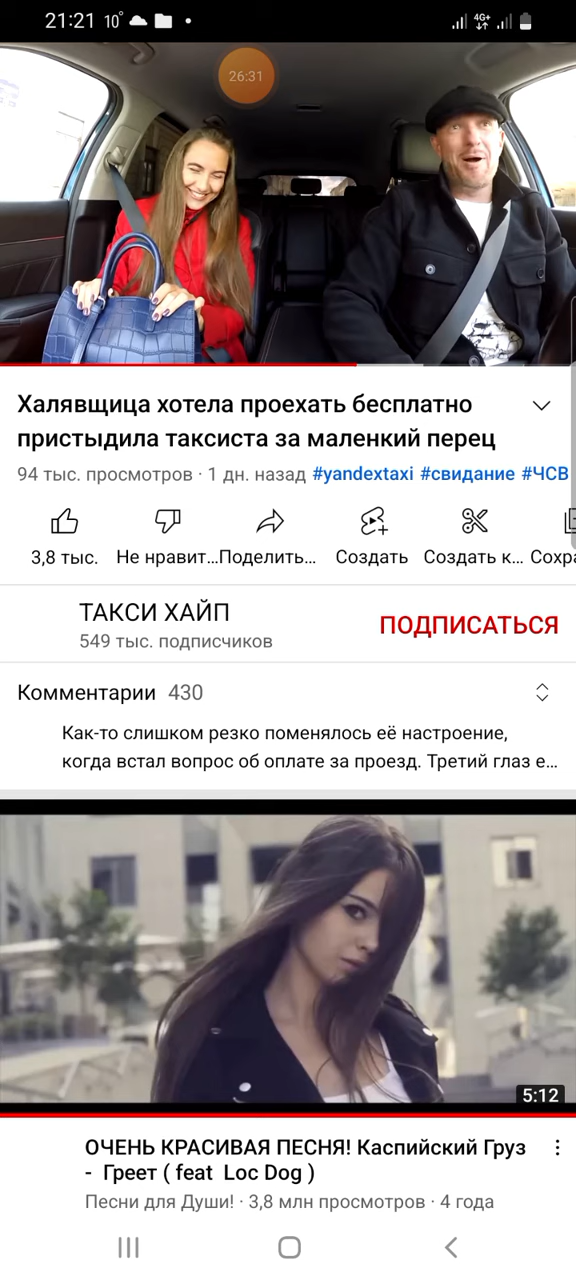 21:21 10°
4G+
26:31
Халявщица хотела проехать бесплатно
пристыдила таксиста за маленкий перец
94 тыс. просмотров · 1 дн. назад #yandextaxi #свидание #ЧСВ
3,8 тыс. Не нравит... Поделить... Создать Создать к... Сохра
ТАКСИ ХАЙП
549 тыс. подписчиков
ПОДПИСАТЬСЯ
Комментарии 430
Как-то слишком резко поменялось её настроение,
когда встал вопрос об оплате за проезд. Третий глаз е...
5:12
ОЧЕНЬ КРАСИВАЯ ПЕСНЯ! Каспийский Груз
- Греет ( feat Loc Dog )
Песни для Души! · 3,8 млн просмотров · 4 года